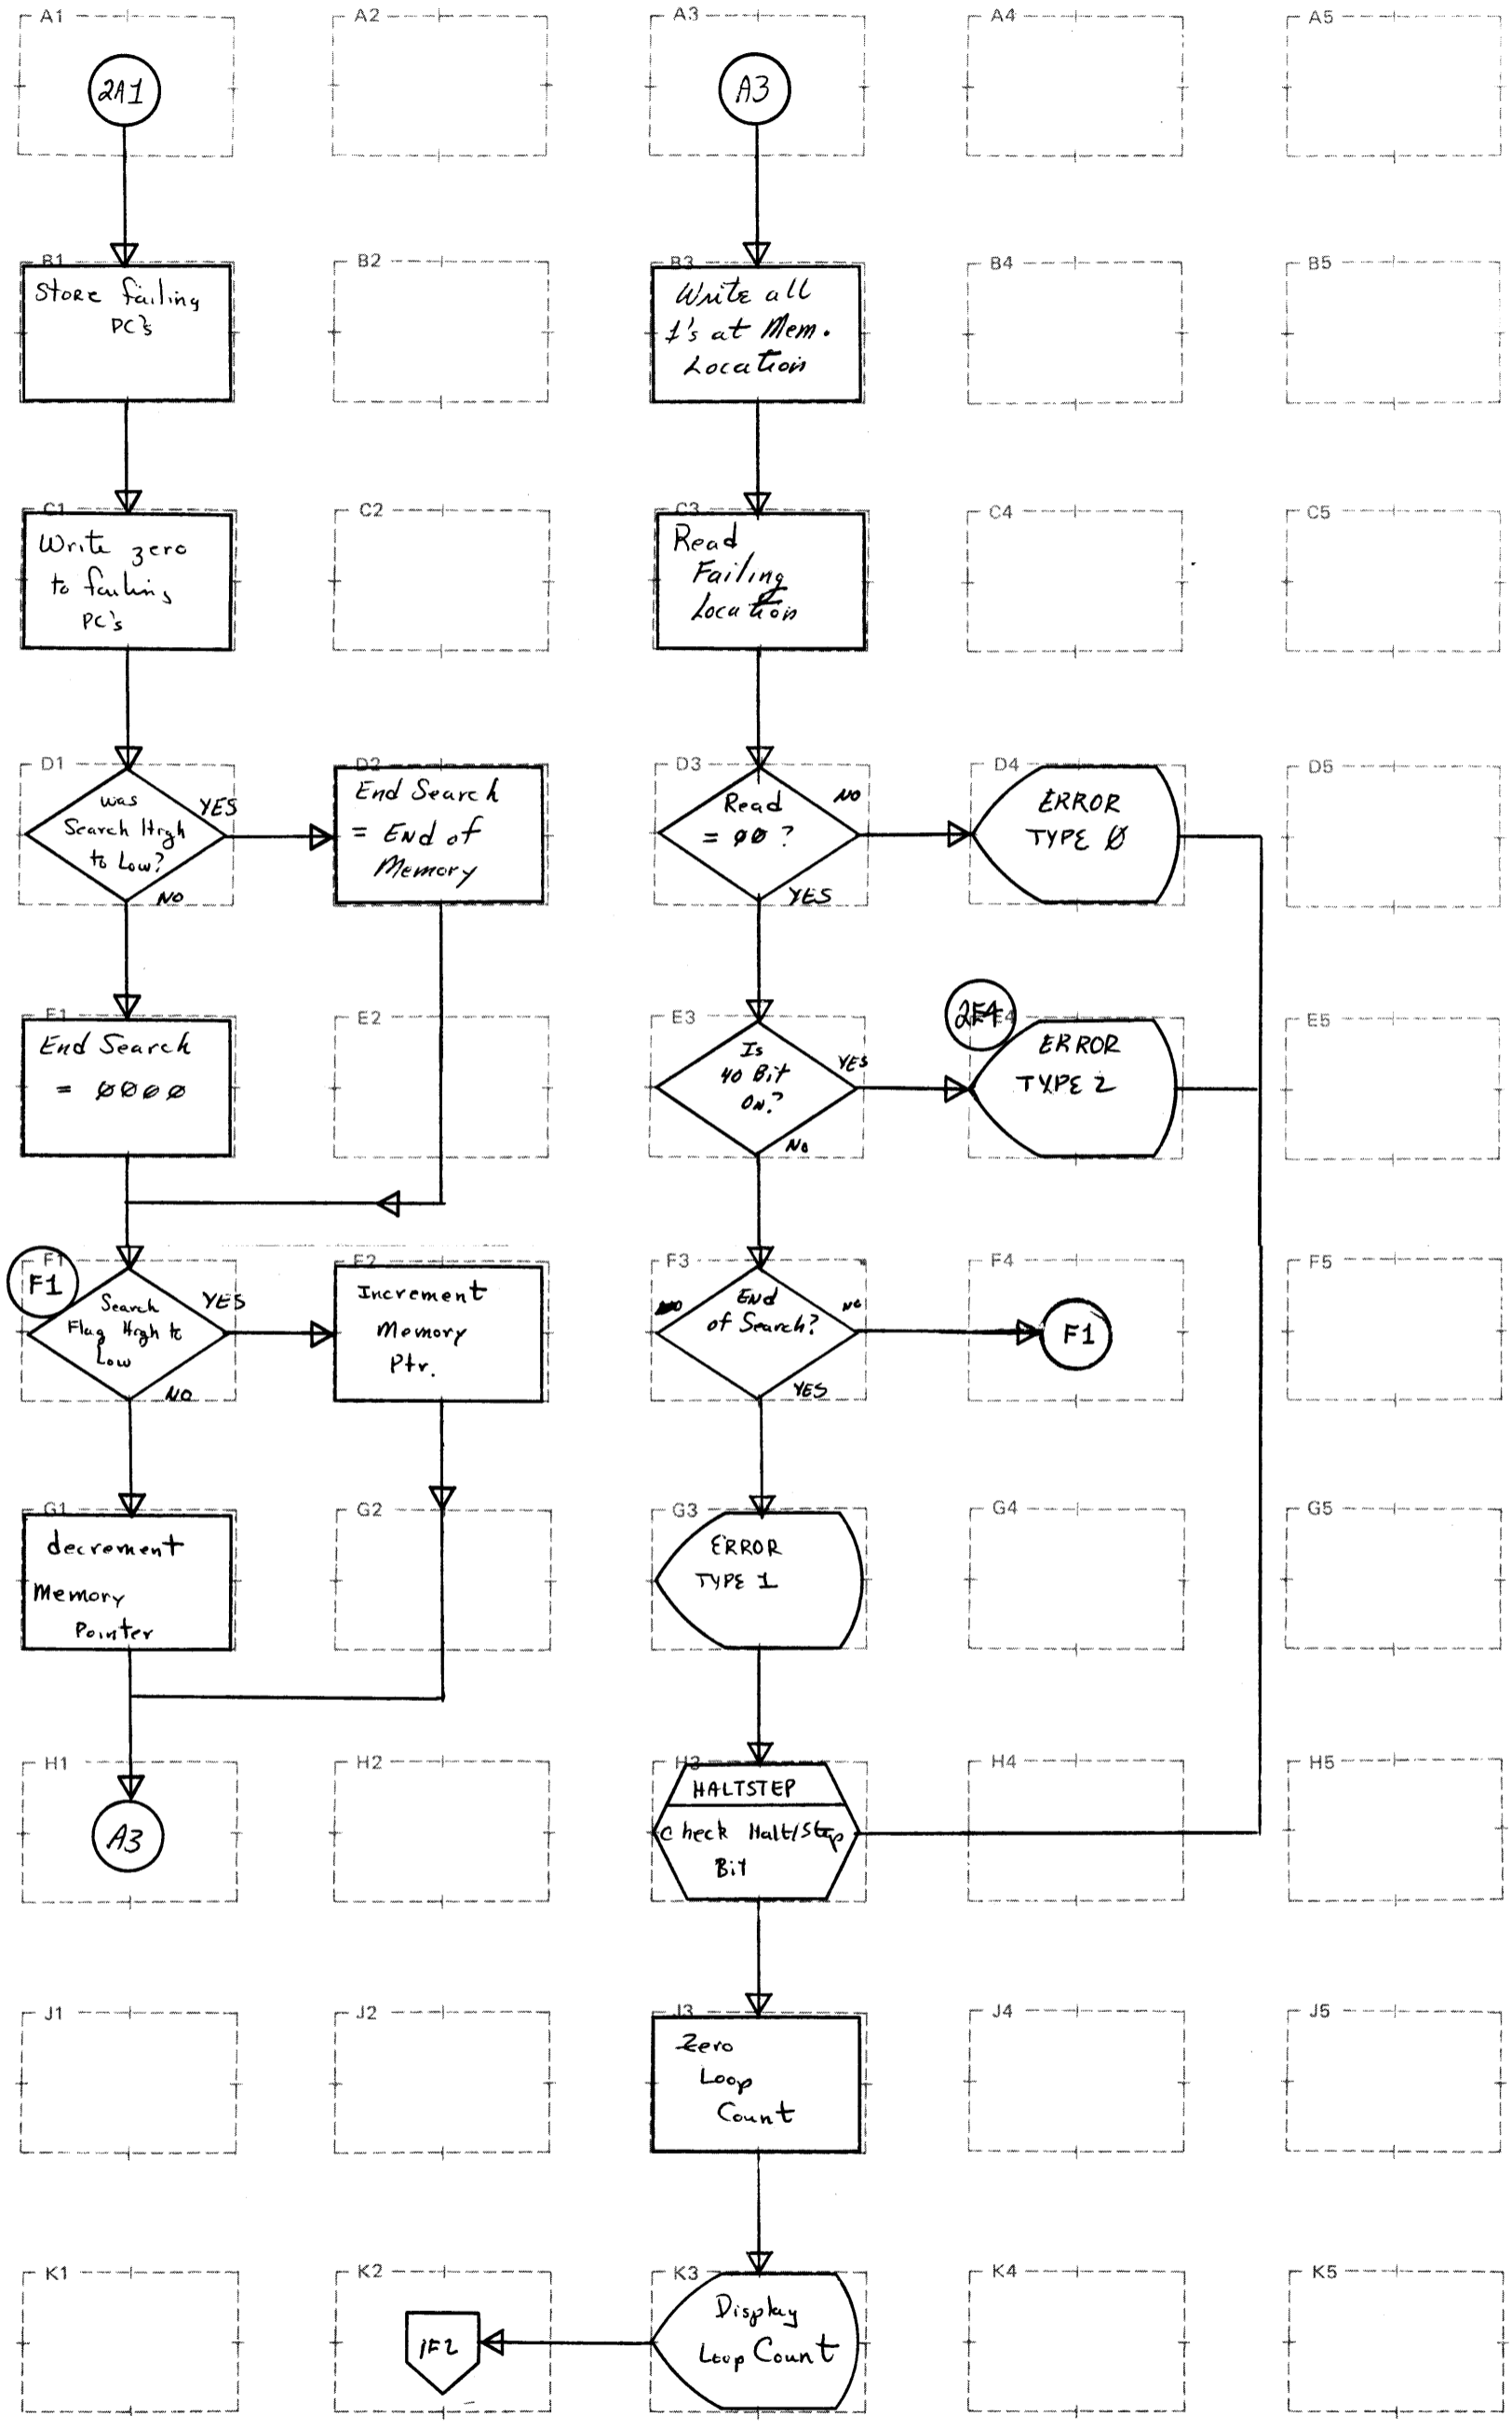 A1
A2
A3
A4
A5
2A1
A3
B1
B2
B3
B4
B5
Store failing
PC's
Write all
1's at Mem.
Location
C1
C2
C3
C4
C5
Write zero
to failing
PC's
Read
Failing
Location
D1
D2
D3
D4
D5
was
Search High
to Low?
YES
NO
End Search
= End of
Memory
Read
= ØØ ?
NO
YES
ERROR
TYPE Ø
E1
E2
E3
E4
E5
End Search
= ØØØØ
Is
40 Bit
ON?
YES
NO
2E4
ERROR
TYPE 2
F1
F2
F3
F4
F5
F1
Search
Flag High to
Low
YES
NO
Increment
Memory
Ptr.
End
of Search?
NO
YES
F1
G1
G2
G3
G4
G5
decrement
Memory
Pointer
ERROR
TYPE 1
H1
H2
H3
H4
H5
A3
HALTSTEP
Check Halt/Step
Bit
J1
J2
J3
J4
J5
Zero
Loop
Count
K1
K2
K3
K4
K5
1F2
Display
Loop Count